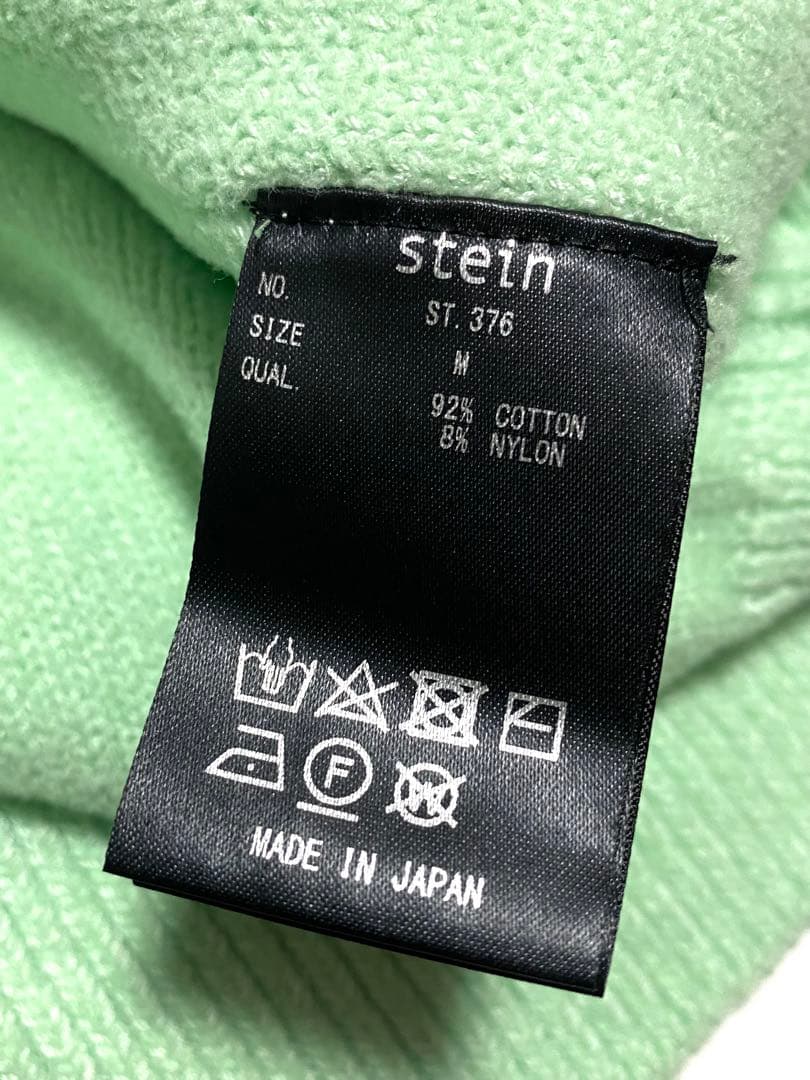 stein
NO. ST. 376
SIZE M
QUAL. 92% COTTON
8% NYLON
F
W
MADE IN JAPAN